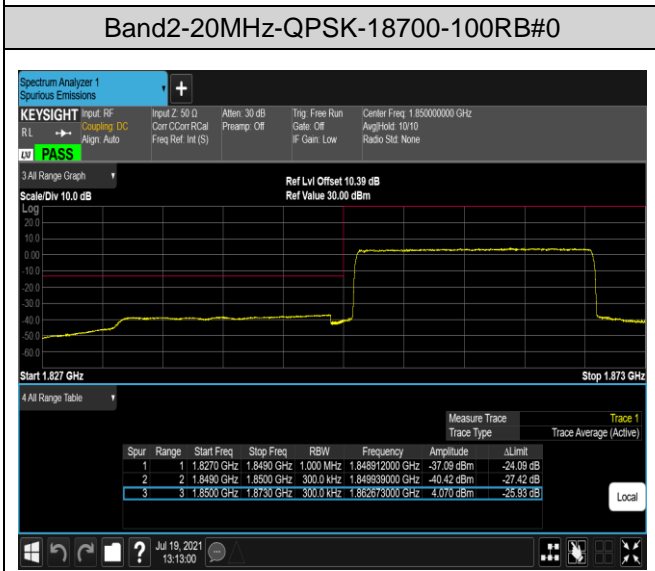 Band2-20MHz-QPSK-18700-100RB#0
Spectrum Analyzer 1
Spurious Emissions
+
KEYSIGHT Input: RF Input Z: 50 Ω Atten: 30 dB Trig: Free Run Center Freq: 1.850000000 GHz
R L Coupling: DC Corr CCorr RCal Preamp: Off Gate: Off Avg|Hold: 10/10
Align: Auto Freq Ref: Int (S) IF Gain: Low Radio Std: None
LXI PASS
3 All Range Graph Ref Lvl Offset 10.39 dB
Scale/Div 10.0 dB Ref Value 30.00 dBm
Log
20.0
10.0
0.00
-10.0
-20.0
-30.0
-40.0
-50.0
-60.0
Start 1.827 GHz Stop 1.873 GHz
4 All Range Table
Measure Trace Trace 1
Trace Type Trace Average (Active)
Spur Range Start Freq Stop Freq RBW Frequency Amplitude ΔLimit
1 1 1.8270 GHz 1.8490 GHz 1.000 MHz 1.848912000 GHz -37.09 dBm -24.09 dB
2 2 1.8490 GHz 1.8500 GHz 300.0 kHz 1.849939000 GHz -40.42 dBm -27.42 dB
3 3 1.8500 GHz 1.8730 GHz 300.0 kHz 1.862673000 GHz 4.070 dBm -25.93 dB
Local
? Jul 19, 2021
13:13:00